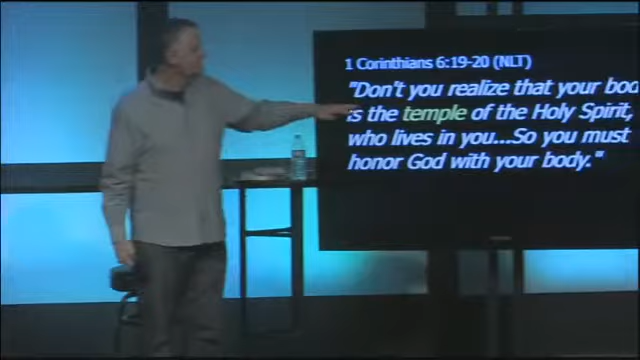 1 Corinthians 6:19-20 (NLT)
"Don't you realize that your bod
is the temple of the Holy Spirit,
who lives in you...So you must
honor God with your body."